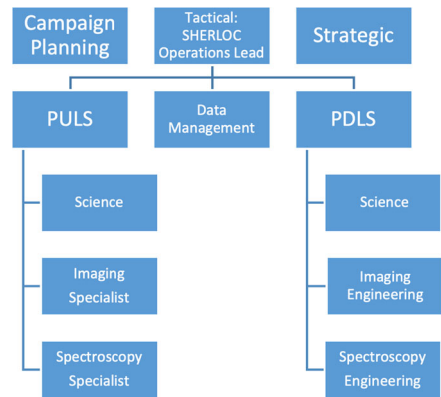 Campaign
Planning
Tactical:
SHERLOC
Operations Lead
Strategic
PULS
Data
Management
PDLS
Science
Science
Imaging
Specialist
Imaging
Engineering
Spectroscopy
Specialist
Spectroscopy
Engineering